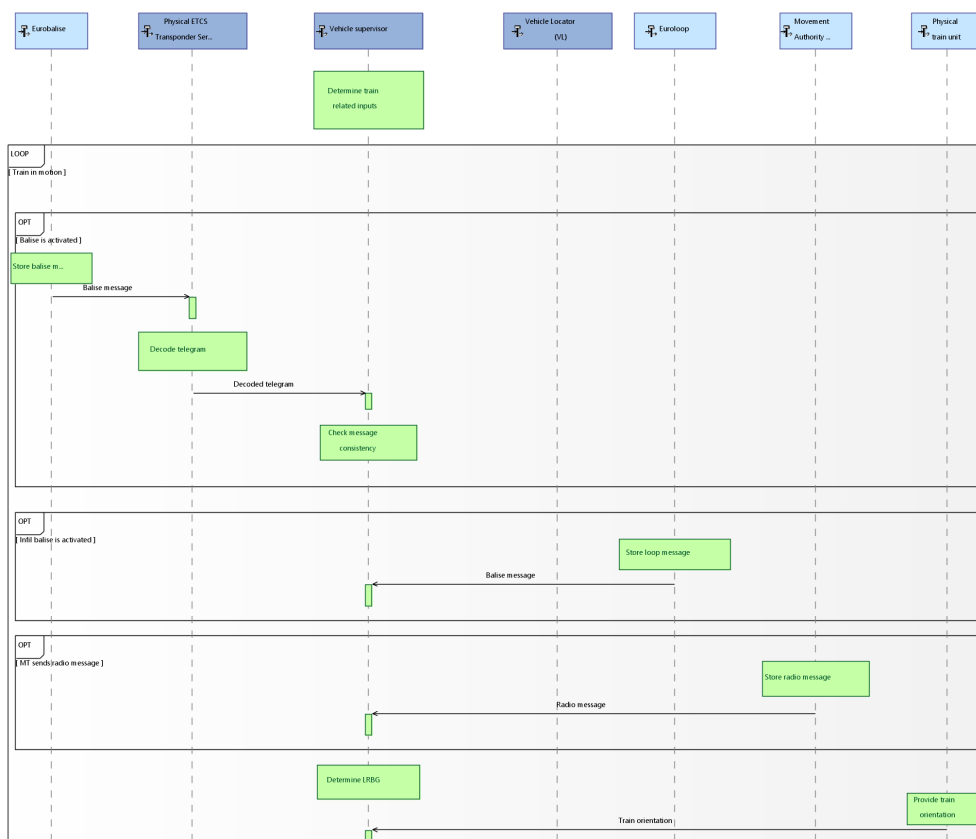 Eurobalise
Physical ETCS
Transponder Ser...
Vehicle supervisor
Vehicle Locator
(VL)
Euroloop
Movement
Authority ...
Physical
train unit
Determine train
related inputs
LOOP
[ Train in motion ]
OPT
[ Balise is activated ]
Store balise m...
Balise message
Decode telegram
Decoded telegram
Check message
consistency
OPT
[ Infil balise is activated ]
Store loop message
Balise message
OPT
[ MT sends radio message ]
Store radio message
Radio message
Determine LRBG
Provide train
orientation
Train orientation